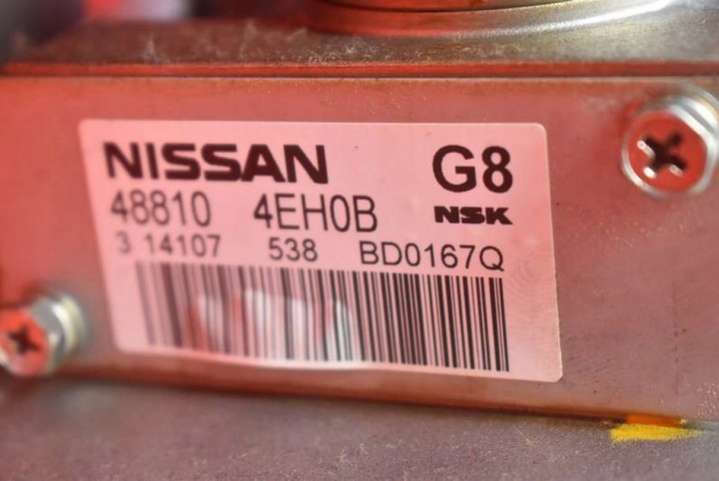 NISSAN G8
48810 4EH0B NSK
3 14107 538 BD0167Q